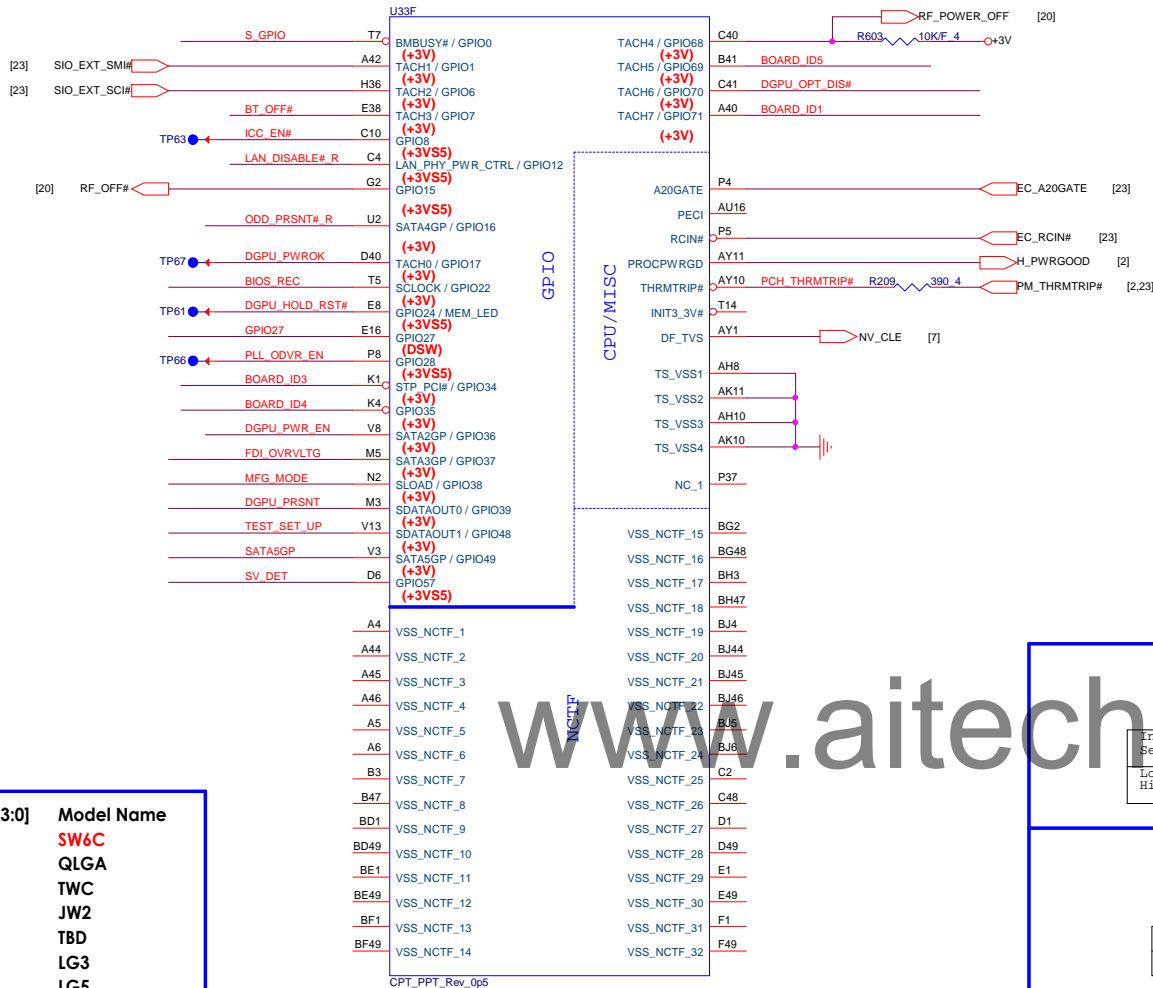 U33F
S_GPIO T7 BMBUSY# / GPIO0 (+3V)
[23] SIO_EXT_SMI# A42 TACH1 / GPIO1 (+3V)
[23] SIO_EXT_SCI# H36 TACH2 / GPIO6 (+3V)
BT_OFF# E38 TACH3 / GPIO7 (+3V)
TP63 ICC_EN# C10 GPIO8 (+3VS5)
LAN_DISABLE#_R C4 LAN_PHY_PWR_CTRL / GPIO12 (+3VS5)
[20] RF_OFF# G2 GPIO15 (+3VS5)
ODD_PRSNT#_R U2 SATA4GP / GPIO16 (+3V)
TP67 DGPU_PWROK D40 TACH0 / GPIO17 (+3V)
BIOS_REC T5 SCLOCK / GPIO22 (+3V)
TP61 DGPU_HOLD_RST# E8 GPIO24 / MEM_LED (+3VS5)
GPIO27 E16 GPIO27 (DSW)
TP66 PLL_ODVR_EN P8 GPIO28 (+3VS5)
BOARD_ID3 K1 STP_PCI# / GPIO34 (+3V)
BOARD_ID4 K4 GPIO35 (+3V)
DGPU_PWR_EN V8 SATA2GP / GPIO36 (+3V)
FDI_OVRVLTG M5 SATA3GP / GPIO37 (+3V)
MFG_MODE N2 SLOAD / GPIO38 (+3V)
DGPU_PRSNT M3 SDATAOUT0 / GPIO39 (+3V)
TEST_SET_UP V13 SDATAOUT1 / GPIO48 (+3V)
SATA5GP V3 SATA5GP / GPIO49 (+3V)
SV_DET D6 GPIO57 (+3VS5)
A4 VSS_NCTF_1
A44 VSS_NCTF_2
A45 VSS_NCTF_3
A46 VSS_NCTF_4
A5 VSS_NCTF_5
A6 VSS_NCTF_6
B3 VSS_NCTF_7
B47 VSS_NCTF_8
BD1 VSS_NCTF_9
BD49 VSS_NCTF_10
BE1 VSS_NCTF_11
BE49 VSS_NCTF_12
BF1 VSS_NCTF_13
BF49 VSS_NCTF_14
GPIO
CPU/MISC
NCTF
TACH4 / GPIO68 (+3V) C40 RF_POWER_OFF [20]
R603 10K/F_4 +3V
TACH5 / GPIO69 (+3V) B41 BOARD_ID5
TACH6 / GPIO70 (+3V) C41 DGPU_OPT_DIS#
TACH7 / GPIO71 (+3V) A40 BOARD_ID1
A20GATE P4 EC_A20GATE [23]
PECI AU16
RCIN# P5 EC_RCIN# [23]
PROCPWRGD AY11 H_PWRGOOD [2]
THRMTRIP# AY10 PCH_THRMTRIP# R209 390_4 PM_THRMTRIP# [2,23]
INIT3_3V# T14
DF_TVS AY1 NV_CLE [7]
TS_VSS1 AH8
TS_VSS2 AK11
TS_VSS3 AH10
TS_VSS4 AK10
NC_1 P37
VSS_NCTF_15 BG2
VSS_NCTF_16 BG48
VSS_NCTF_17 BH3
VSS_NCTF_18 BH47
VSS_NCTF_19 BJ4
VSS_NCTF_20 BJ44
VSS_NCTF_21 BJ45
VSS_NCTF_22 BJ46
VSS_NCTF_23 BJ5
VSS_NCTF_24 BJ6
VSS_NCTF_25 C2
VSS_NCTF_26 C48
VSS_NCTF_27 D1
VSS_NCTF_28 D49
VSS_NCTF_29 E1
VSS_NCTF_30 E49
VSS_NCTF_31 F1
VSS_NCTF_32 F49
CPT_PPT_Rev_0p5
www.aitech
3:0] Model Name
SW6C
QLGA
TWC
JW2
TBD
LG3
LG5